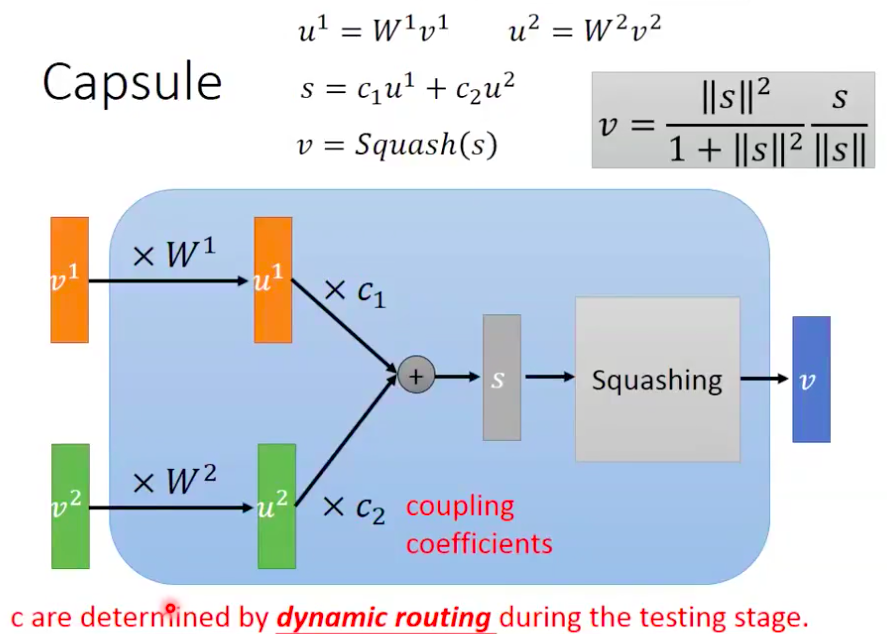 u¹ = W¹v¹ u² = W²v²
Capsule
s = c₁u¹ + c₂u²
v = Squash(s)
v = ‖s‖² / (1 + ‖s‖²) s / ‖s‖
v¹
× W¹
u¹
× c₁
+
s
Squashing
v
v²
× W²
u²
× c₂
coupling
coefficients
c are determined by dynamic routing during the testing stage.